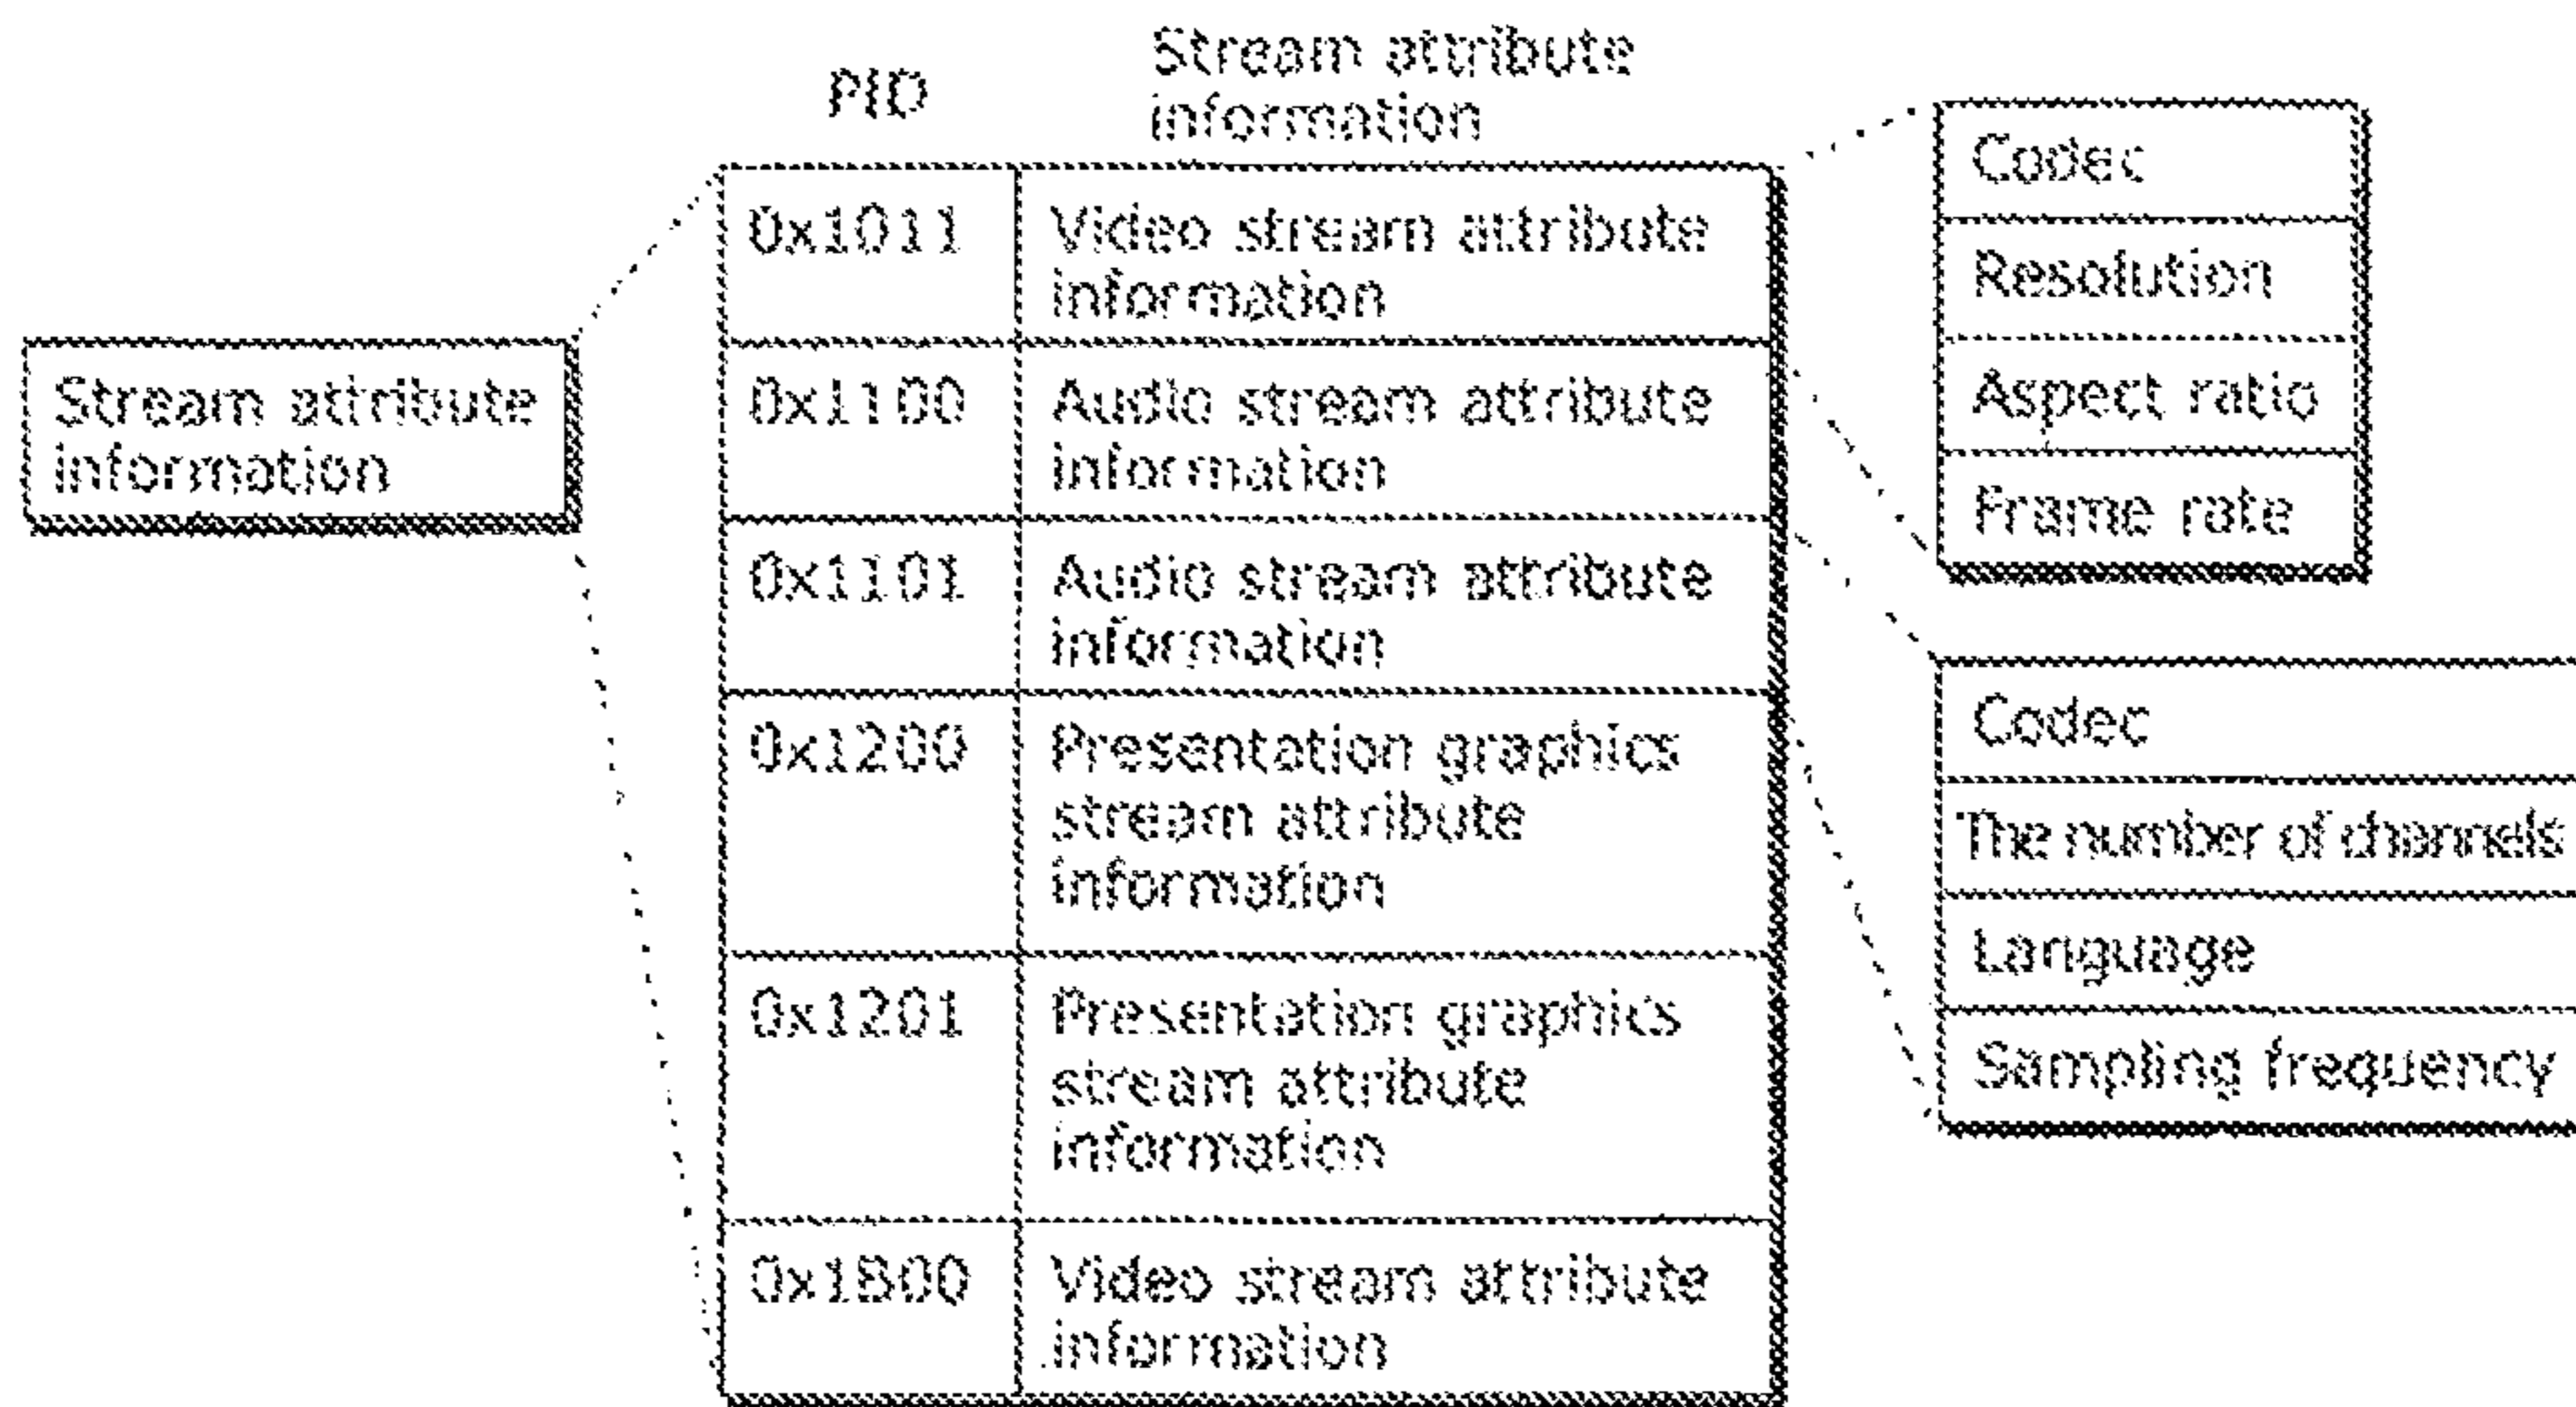 Stream attribute
information
PID
Stream attribute
information
0x1011
Video stream attribute
information
0x1100
Audio stream attribute
information
0x1101
Audio stream attribute
information
0x1200
Presentation graphics
stream attribute
information
0x1201
Presentation graphics
stream attribute
information
0x1B00
Video stream attribute
information
Codec
Resolution
Aspect ratio
Frame rate
Codec
The number of channels
Language
Sampling frequency